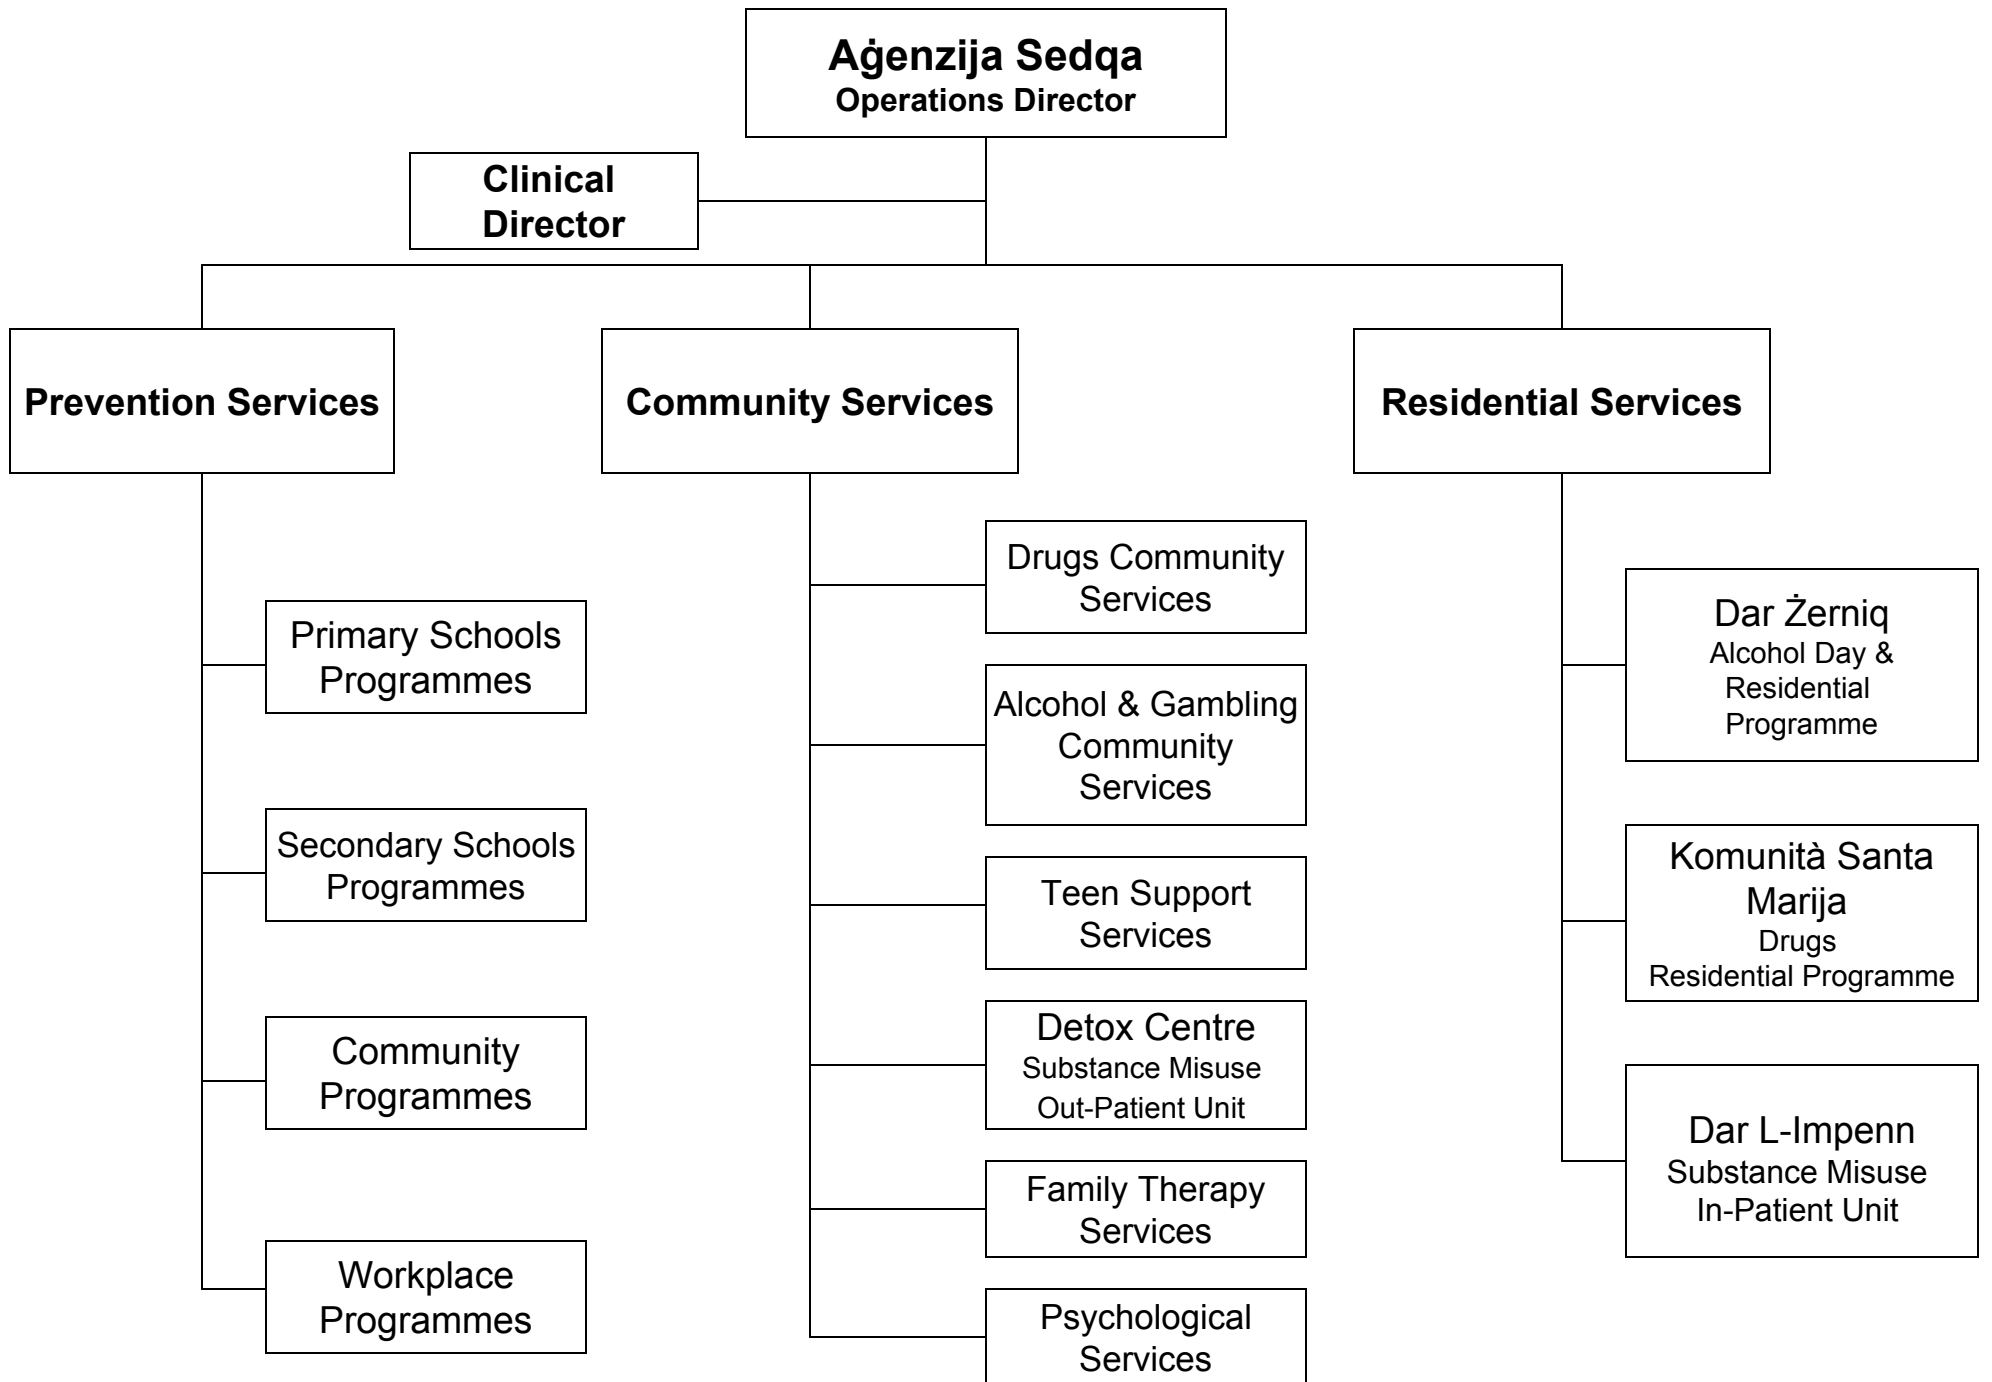 Aġenzija Sedqa
Operations Director
Clinical
Director
Prevention Services
Community Services
Residential Services
Primary Schools
Programmes
Secondary Schools
Programmes
Community
Programmes
Workplace
Programmes
Drugs Community
Services
Alcohol & Gambling
Community
Services
Teen Support
Services
Detox Centre
Substance Misuse
Out-Patient Unit
Family Therapy
Services
Psychological
Services
Dar Żerniq
Alcohol Day &
Residential
Programme
Komunità Santa
Marija
Drugs
Residential Programme
Dar L-Impenn
Substance Misuse
In-Patient Unit